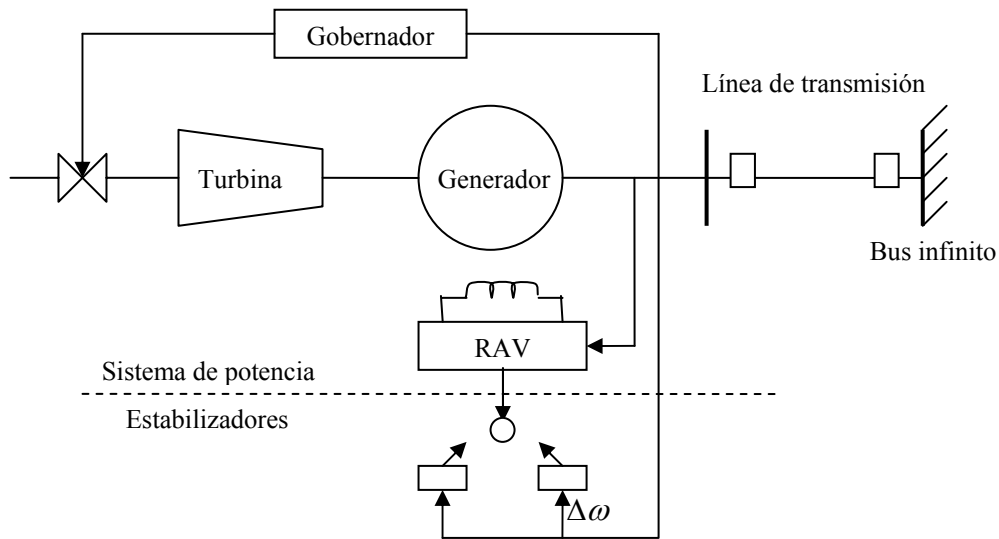 Gobernador
Línea de transmisión
Turbina
Generador
Bus infinito
RAV
Sistema de potencia
Estabilizadores
Δω